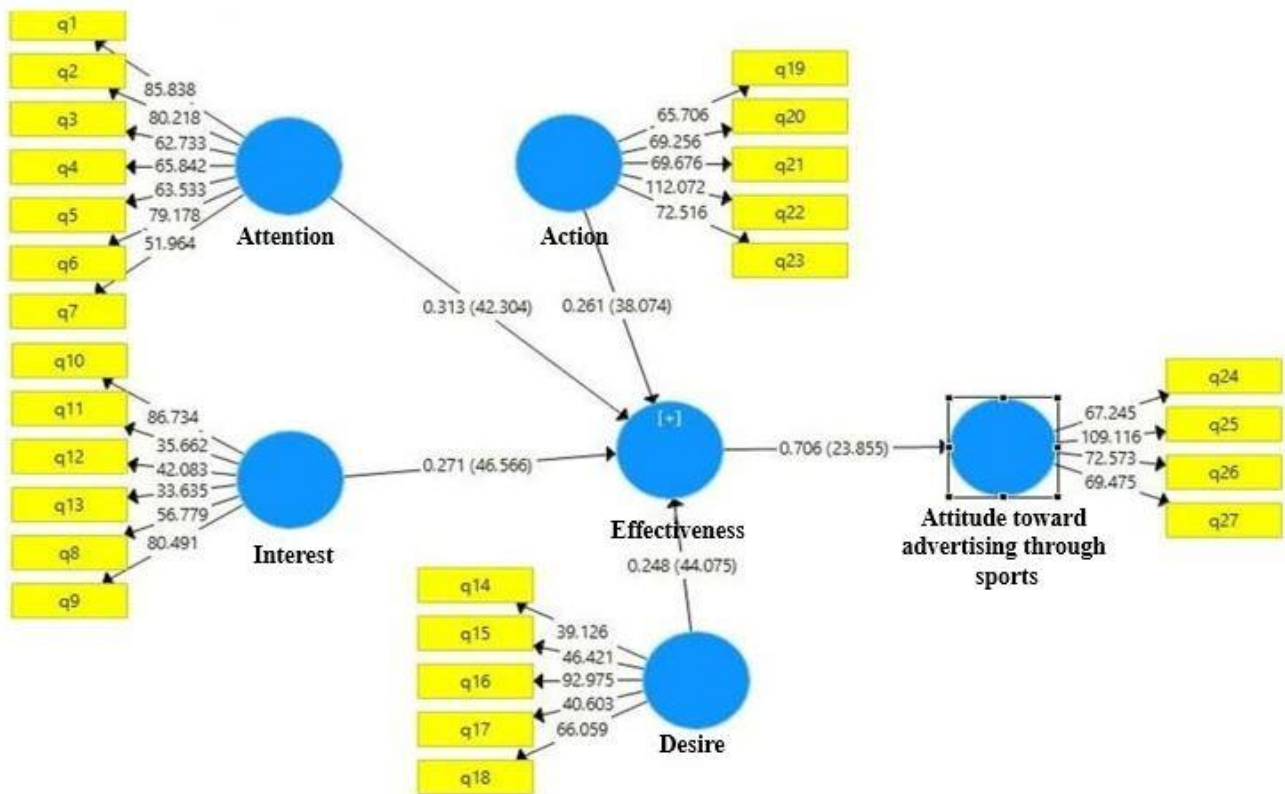 q1
q2
q3
q4
q5
q6
q7
85.838
80.218
62.733
65.842
63.533
79.178
51.964
Attention
q19
q20
q21
q22
q23
65.706
69.256
69.676
112.072
72.516
Action
0.313 (42.304)
0.261 (38.074)
q10
q11
q12
q13
q8
q9
86.734
35.662
42.083
33.635
56.779
80.491
Interest
0.271 (46.566)
[+]
Effectiveness
0.706 (23.855)
q24
q25
q26
q27
67.245
109.116
72.573
69.475
Attitude toward
advertising through
sports
0.248 (44.075)
q14
q15
q16
q17
q18
39.126
46.421
92.975
40.603
66.059
Desire